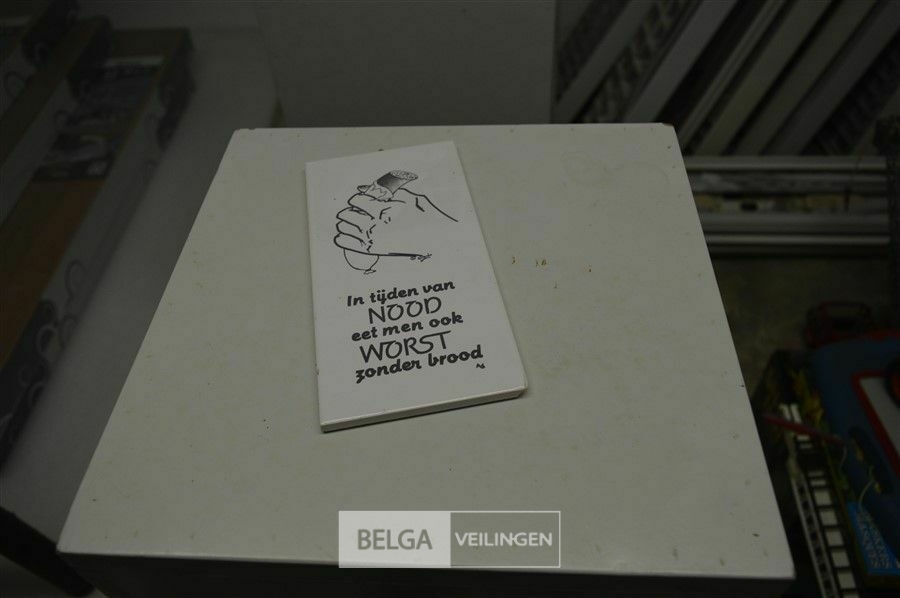 In tijden van
NOOD
eet men ook
WORST
zonder brood
BELGA VEILINGEN